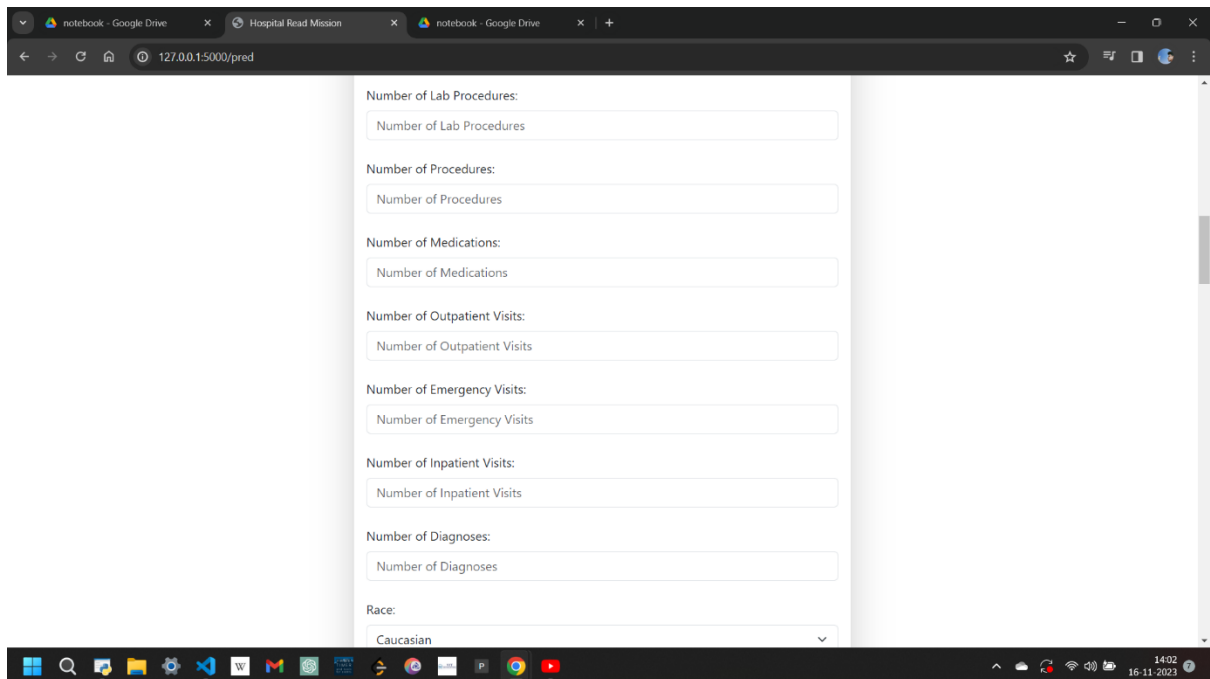 notebook - Google Drive
Hospital Read Mission
notebook - Google Drive
127.0.0.1:5000/pred
Number of Lab Procedures:
Number of Lab Procedures
Number of Procedures:
Number of Procedures
Number of Medications:
Number of Medications
Number of Outpatient Visits:
Number of Outpatient Visits
Number of Emergency Visits:
Number of Emergency Visits
Number of Inpatient Visits:
Number of Inpatient Visits
Number of Diagnoses:
Number of Diagnoses
Race:
Caucasian
W
P
14:02
16-11-2023
7